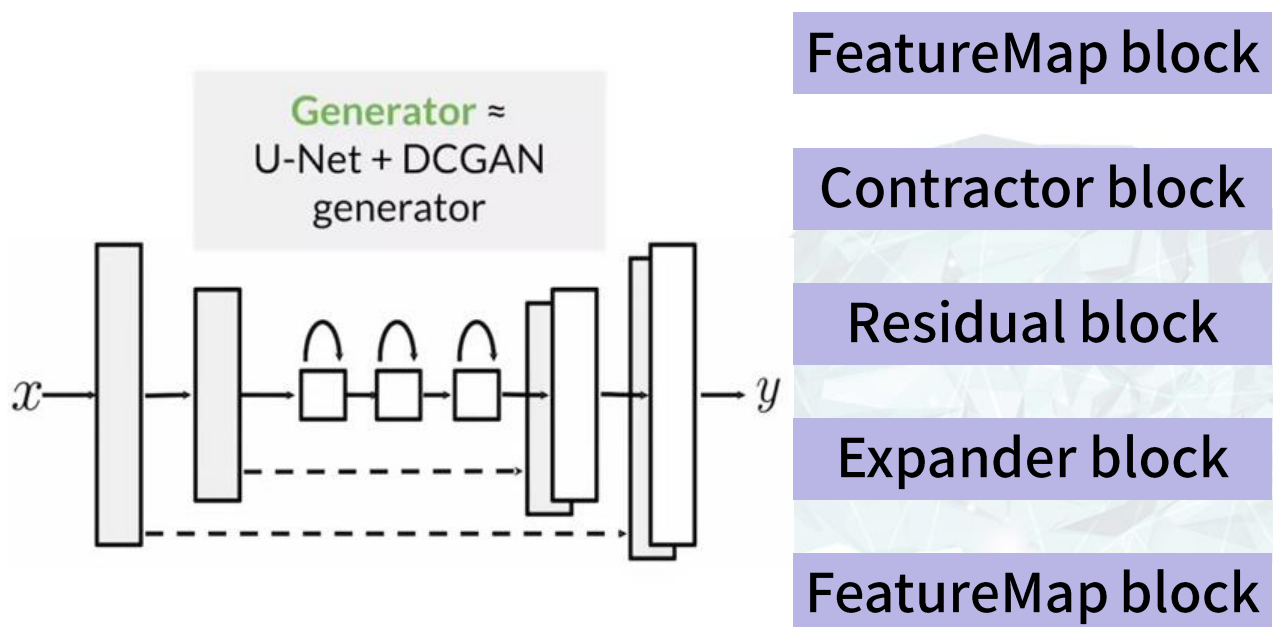 Generator ≈
U-Net + DCGAN
generator
x
y
FeatureMap block
Contractor block
Residual block
Expander block
FeatureMap block